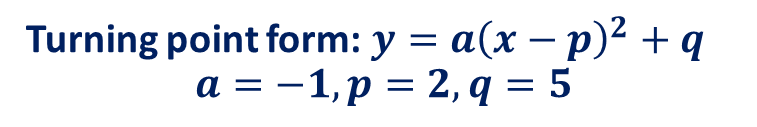 Turning point form: y = a(x − p)² + q
a = −1, p = 2, q = 5